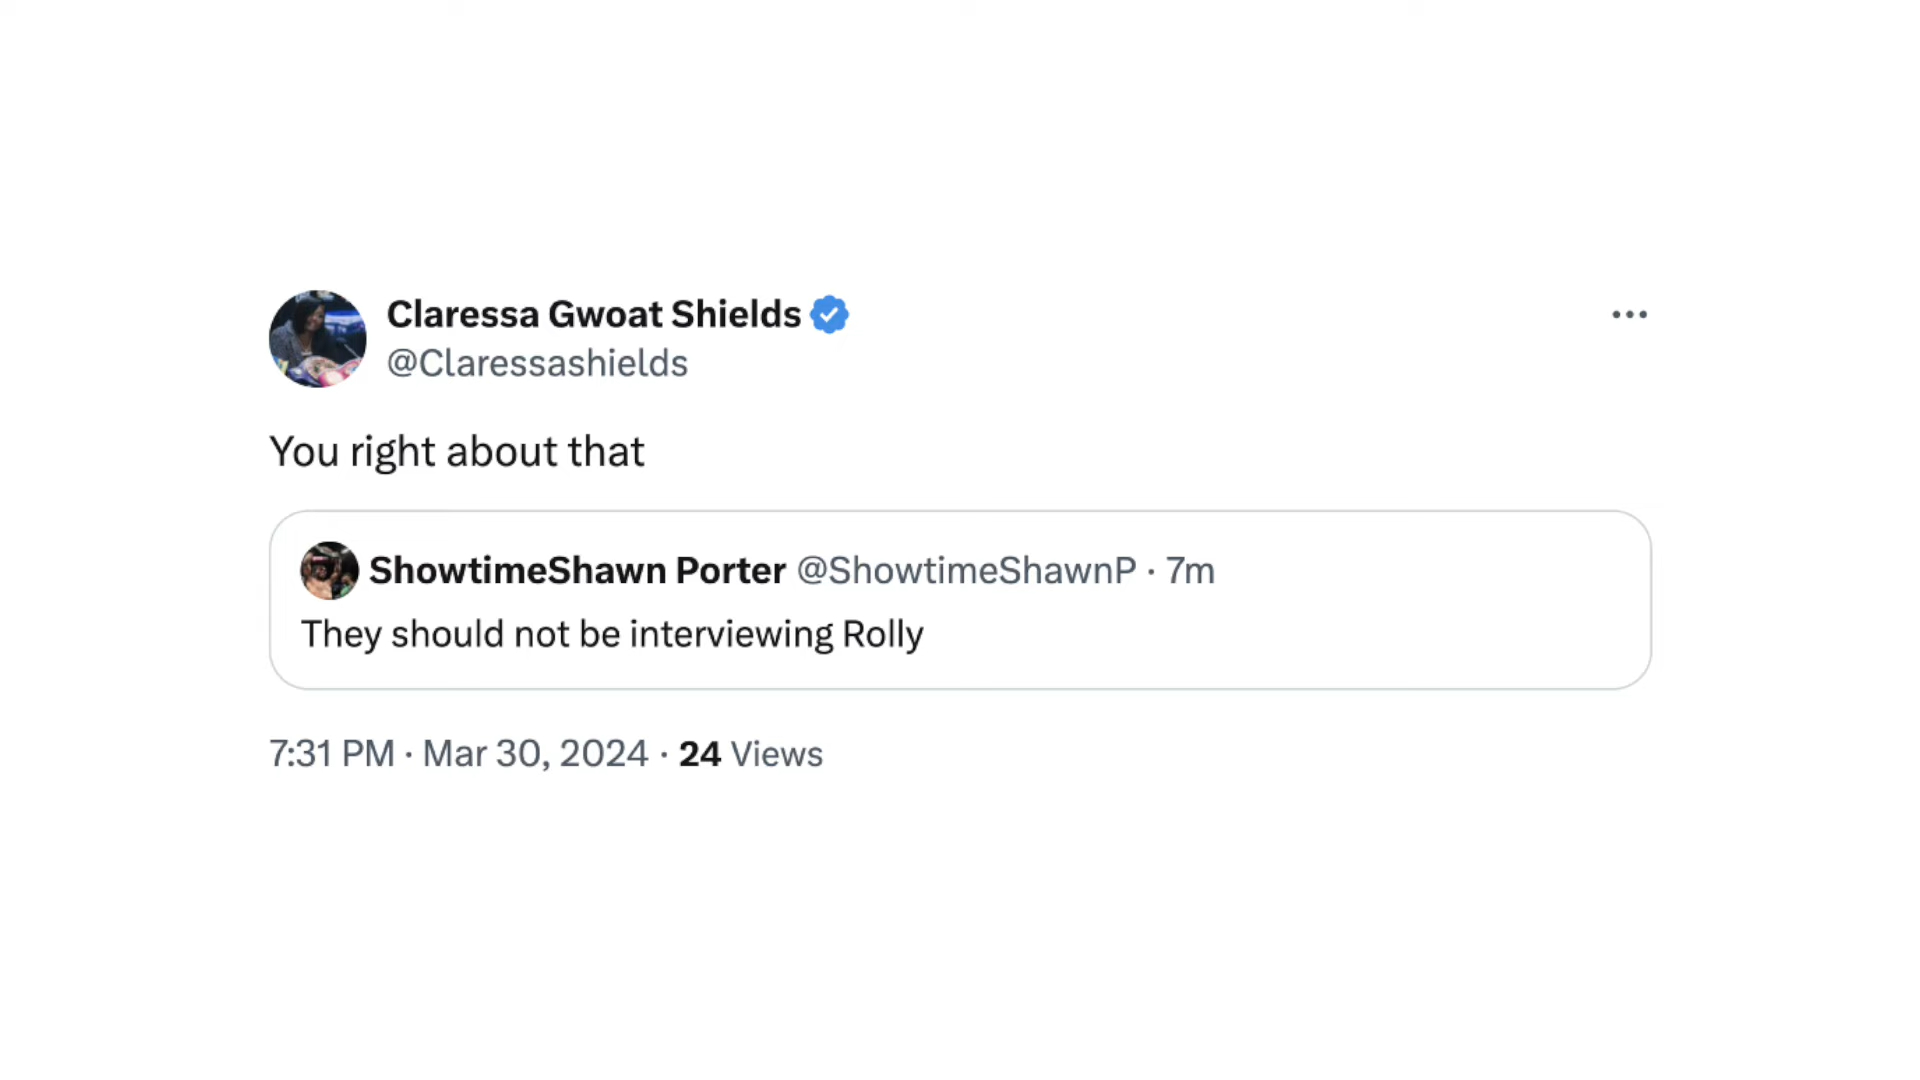 Claressa Gwoat Shields
@Claressashields
You right about that
ShowtimeShawn Porter @ShowtimeShawnP · 7m
They should not be interviewing Rolly
7:31 PM · Mar 30, 2024 · 24 Views